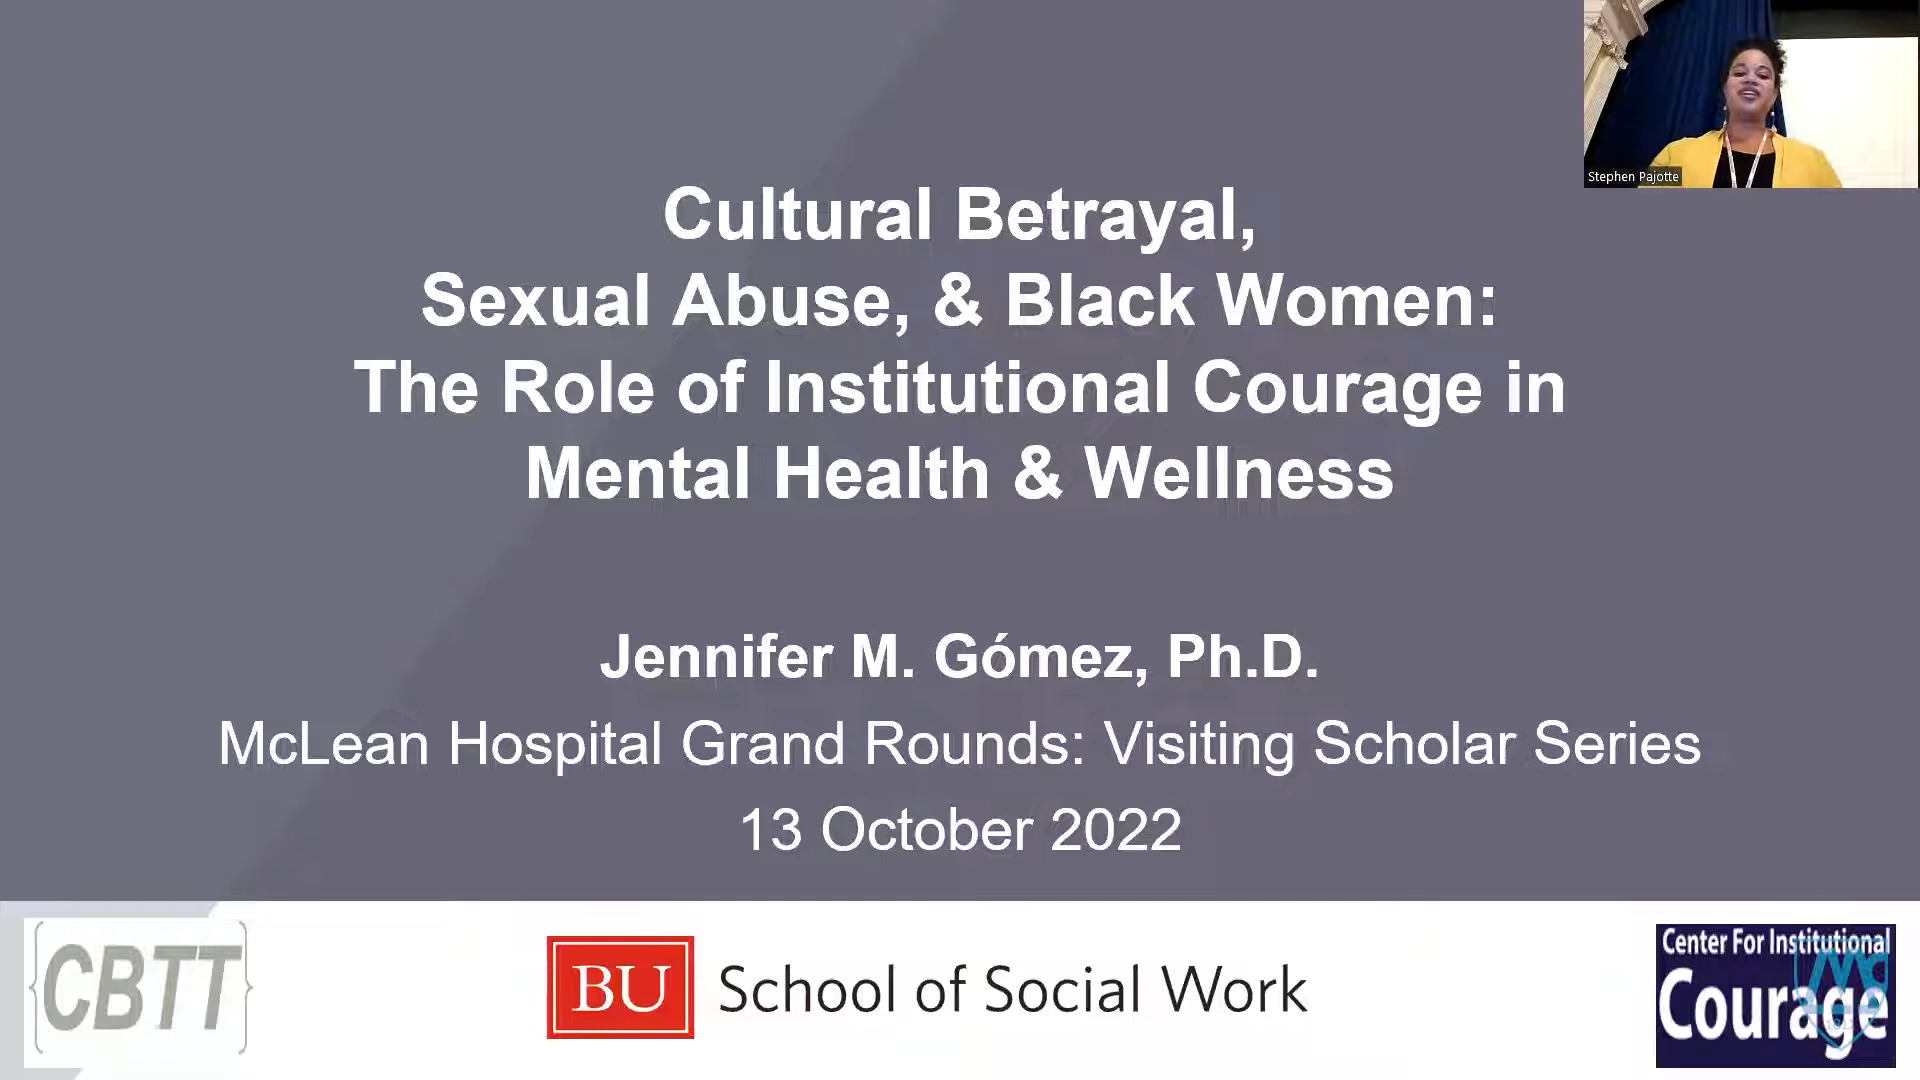 Stephen Pajotte
Cultural Betrayal,
Sexual Abuse, & Black Women:
The Role of Institutional Courage in
Mental Health & Wellness
Jennifer M. Gómez, Ph.D.
McLean Hospital Grand Rounds: Visiting Scholar Series
13 October 2022
{CBTT}
BU School of Social Work
Center For Institutional
Courage